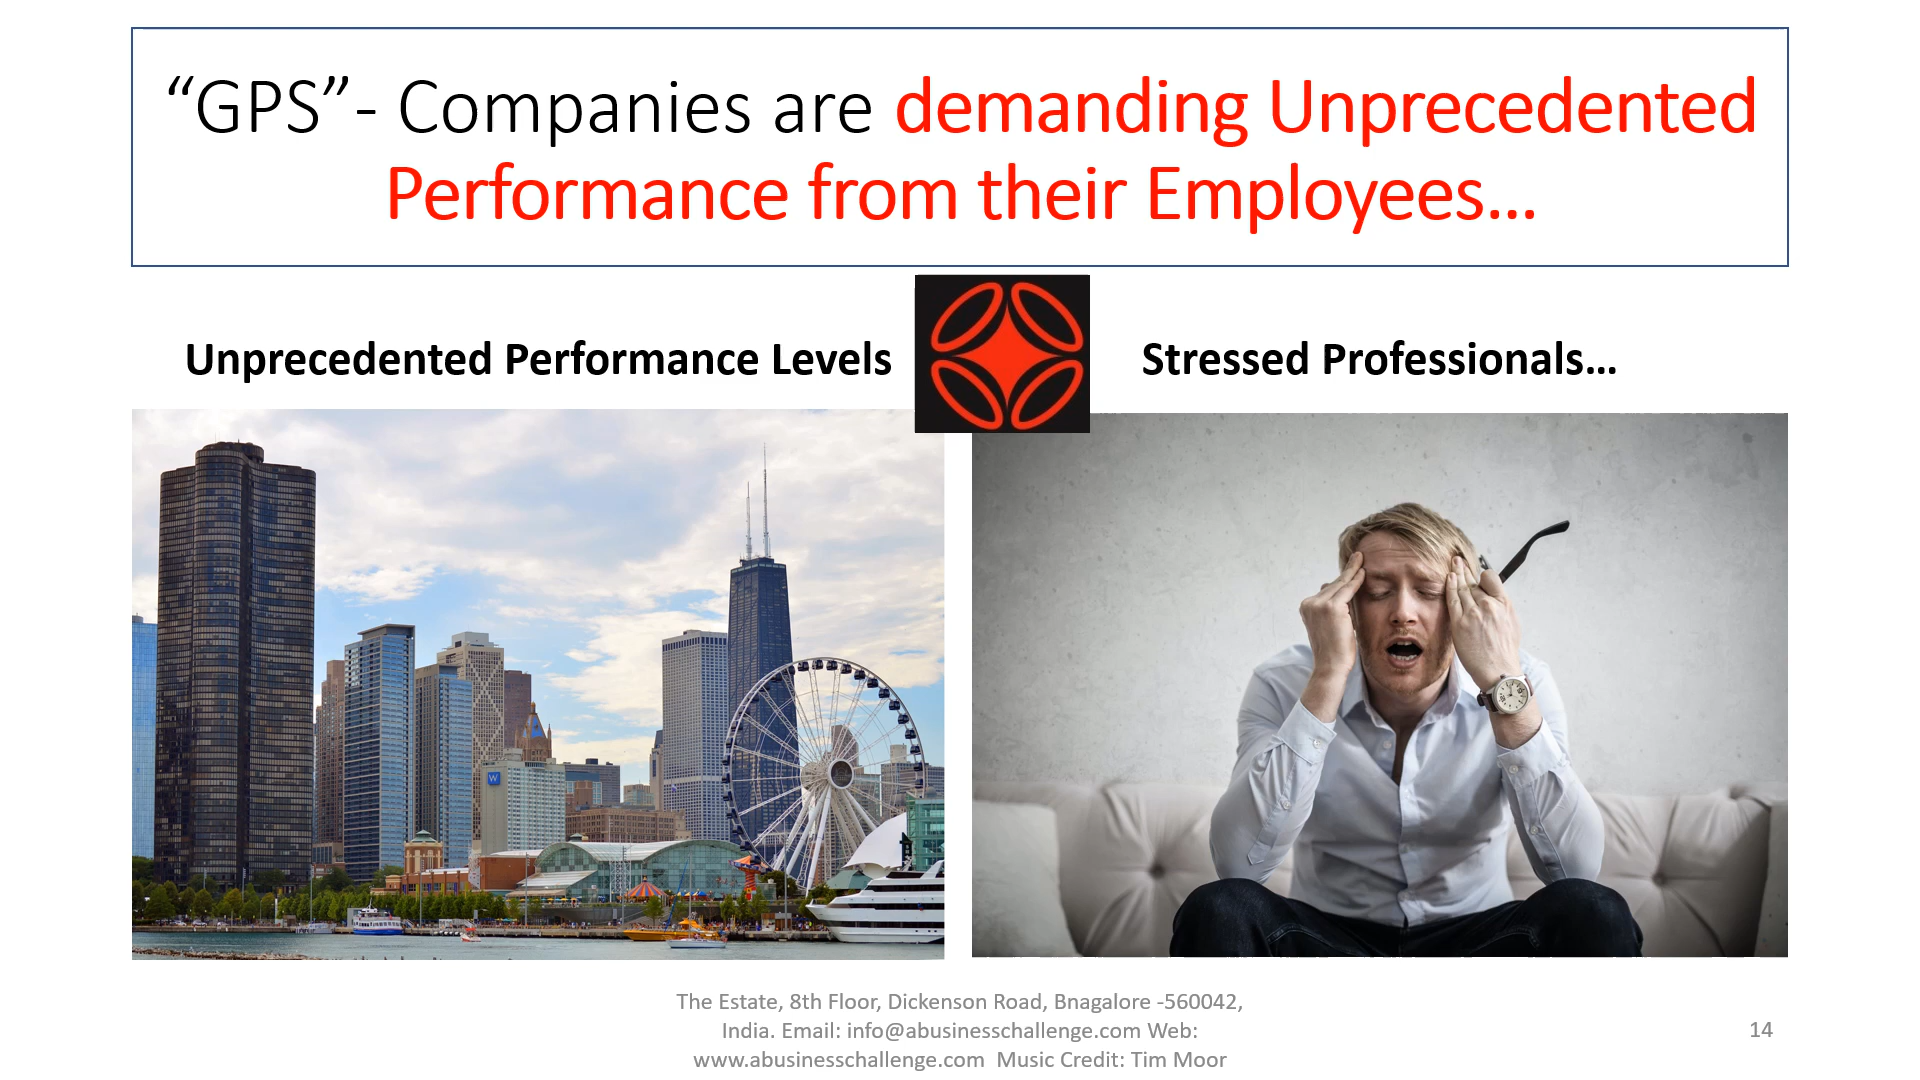 “GPS”- Companies are demanding Unprecedented
Performance from their Employees...
Unprecedented Performance Levels
Stressed Professionals...
W
The Estate, 8th Floor, Dickenson Road, Bnagalore -560042,
India. Email: info@abusinesschallenge.com Web:
www.abusinesschallenge.com  Music Credit: Tim Moor
14